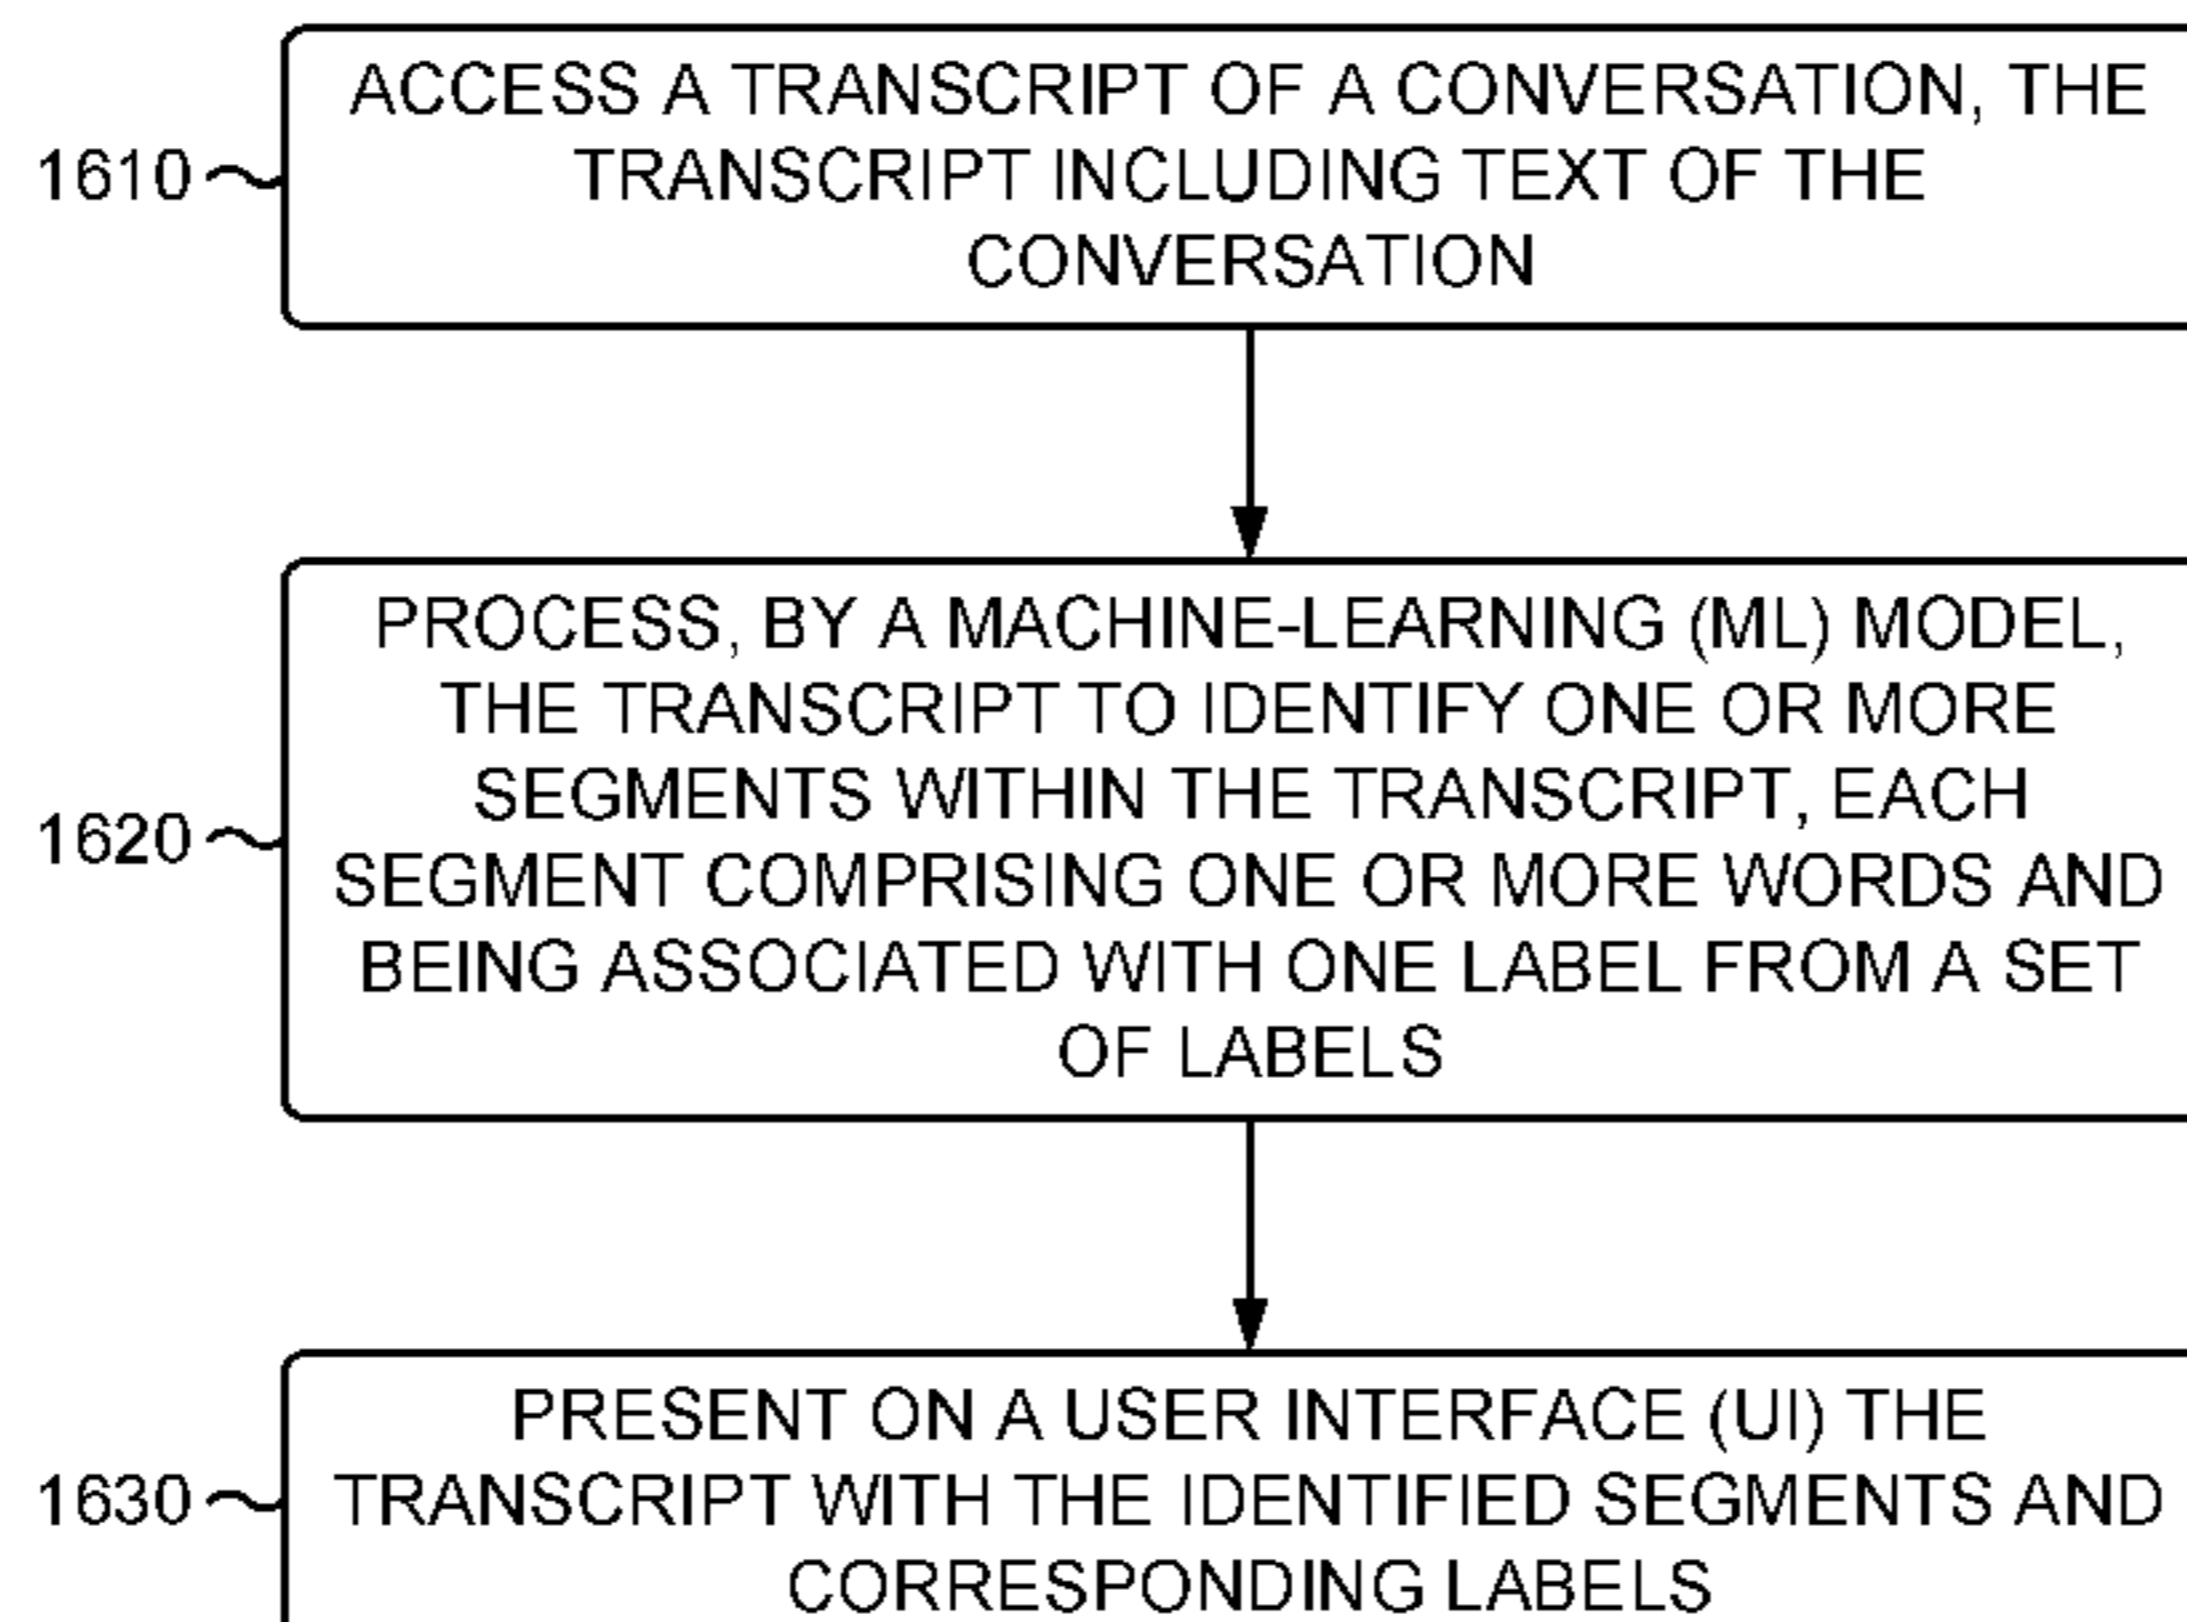 ACCESS A TRANSCRIPT OF A CONVERSATION, THE
1610 TRANSCRIPT INCLUDING TEXT OF THE
CONVERSATION
PROCESS, BY A MACHINE-LEARNING (ML) MODEL,
THE TRANSCRIPT TO IDENTIFY ONE OR MORE
SEGMENTS WITHIN THE TRANSCRIPT, EACH
1620
SEGMENT COMPRISING ONE OR MORE WORDS AND
BEING ASSOCIATED WITH ONE LABEL FROM A SET
OF LABELS
PRESENT ON A USER INTERFACE (UI) THE
1630 TRANSCRIPT WITH THE IDENTIFIED SEGMENTS AND
CORRESPONDING LABELS